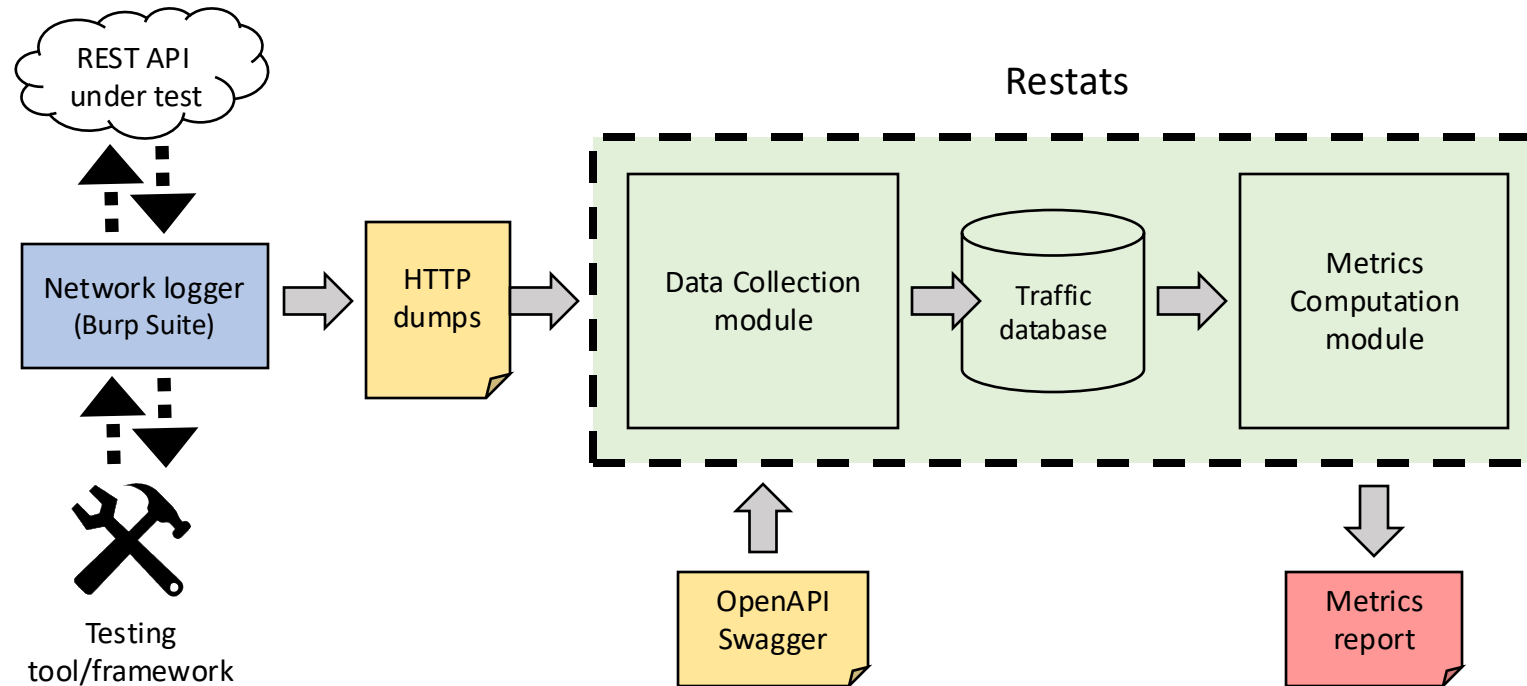 REST API
under test
Restats
Network logger
(Burp Suite)
HTTP
dumps
Data Collection
module
Traffic
database
Metrics
Computation
module
Testing
tool/framework
OpenAPI
Swagger
Metrics
report